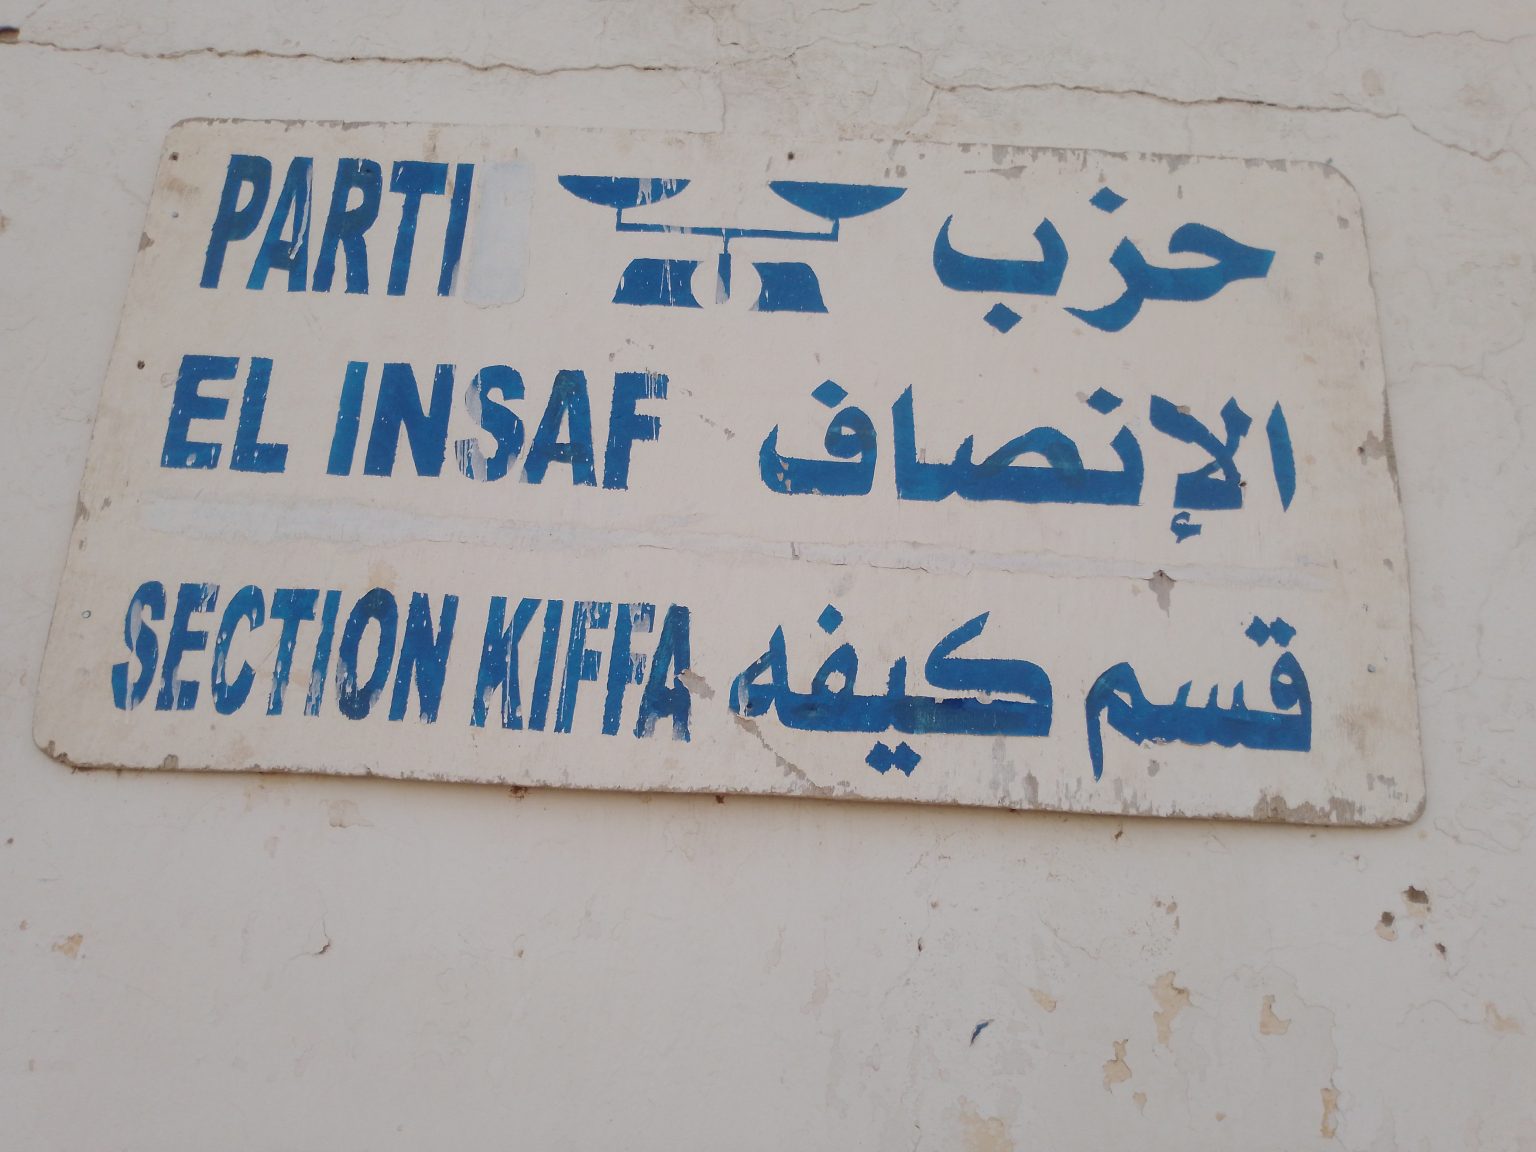 PARTI حزب
EL INSAF الإنصاف
SECTION KIFFA قسم كيفه